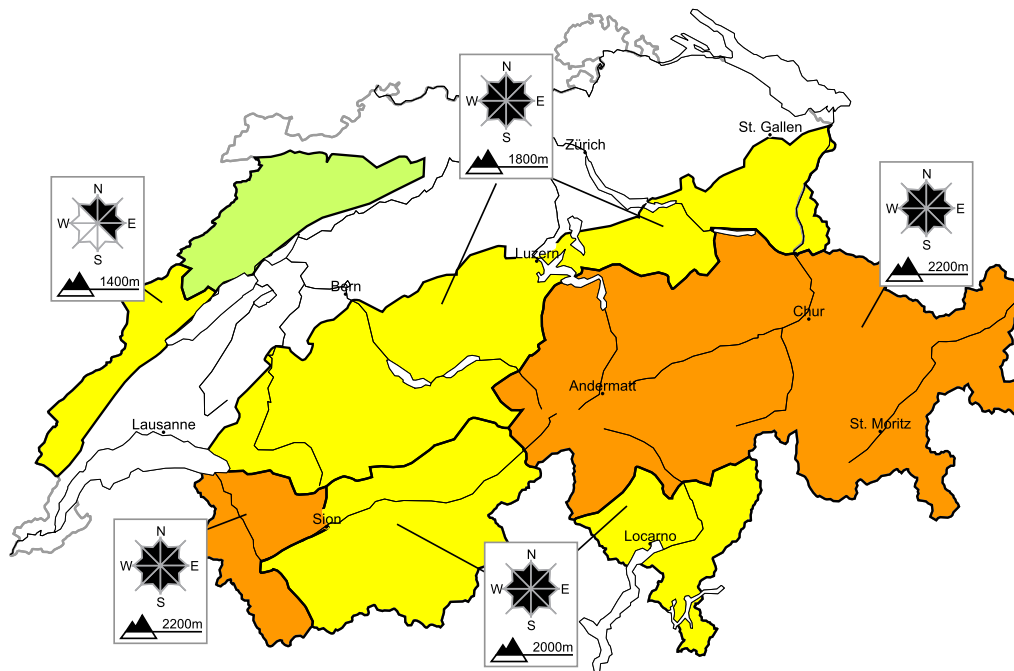 N
W E
S
1800m
St. Gallen
Zürich
N
W E
S
1400m
N
W E
S
2200m
Luzern
Bern
Chur
Andermatt
Lausanne
St. Moritz
Sion
N
W E
S
2200m
Locarno
N
W E
S
2000m